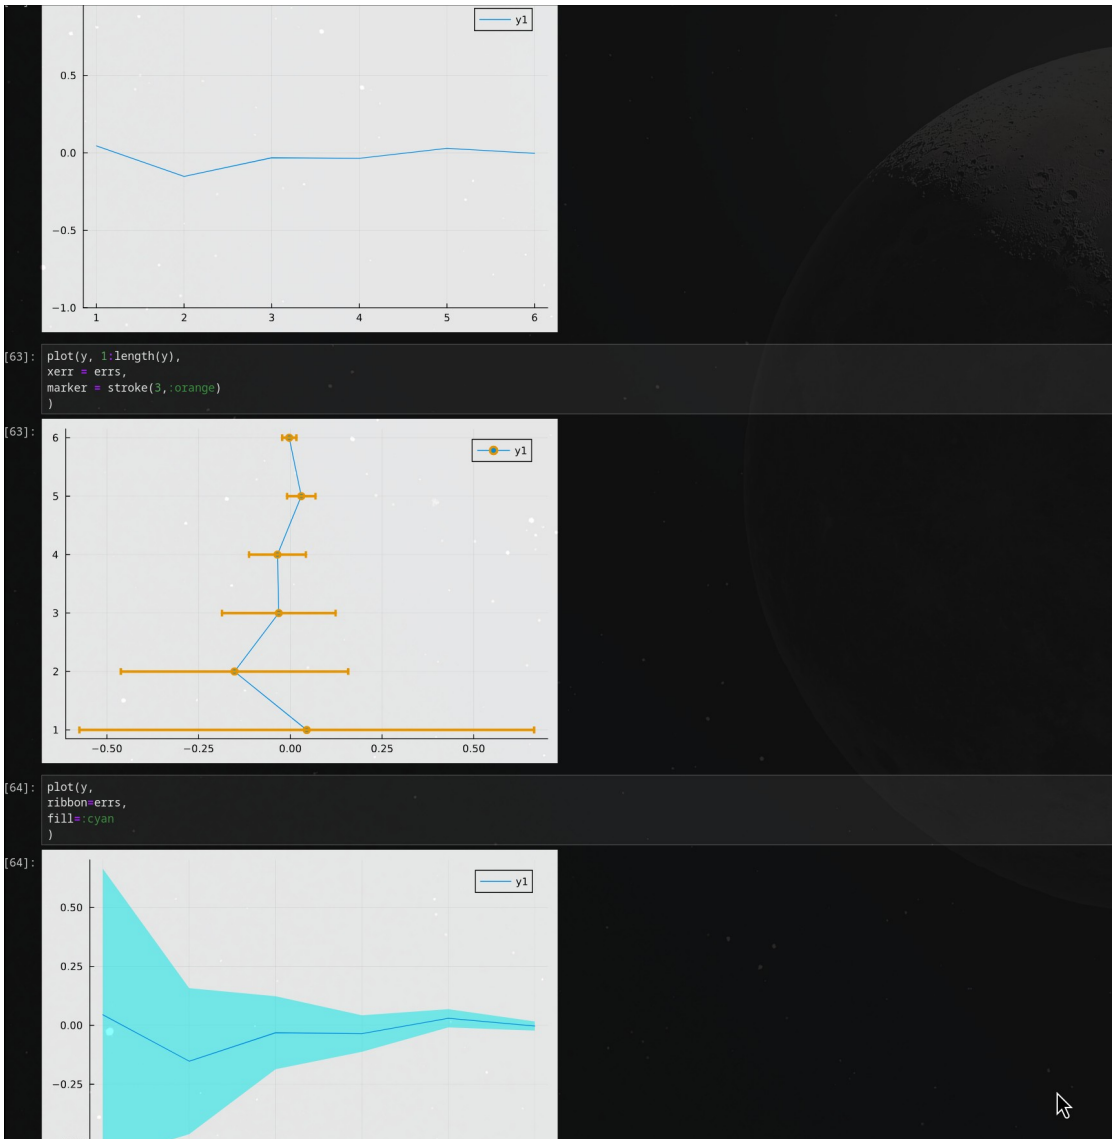 y1
0.5
0.0
−0.5
−1.0
1 2 3 4 5 6
[63]: plot(y, 1:length(y),
xerr = errs,
marker = stroke(3,:orange)
)
[63]:
y1
6
5
4
3
2
1
−0.50 −0.25 0.00 0.25 0.50
[64]: plot(y,
ribbon=errs,
fill=:cyan
)
[64]:
y1
0.50
0.25
0.00
−0.25